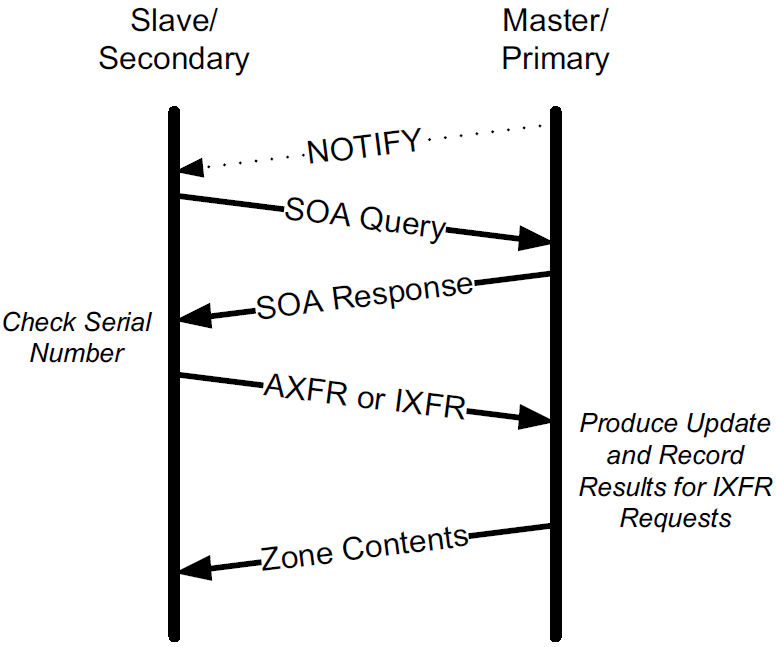 Slave/
Secondary
Master/
Primary
NOTIFY
SOA Query
SOA Response
Check Serial
Number
AXFR or IXFR
Produce Update
and Record
Results for IXFR
Requests
Zone Contents